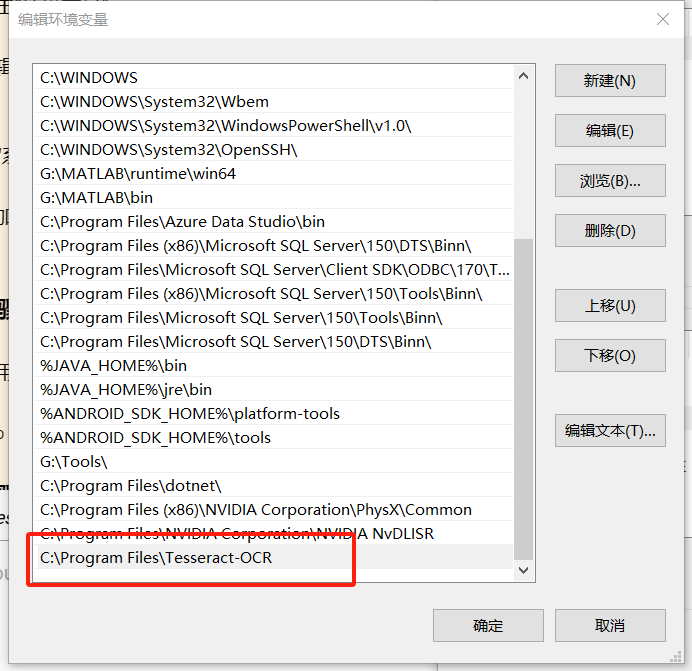 编辑环境变量
C:\WINDOWS
C:\WINDOWS\System32\Wbem
C:\WINDOWS\System32\WindowsPowerShell\v1.0\
C:\WINDOWS\System32\OpenSSH\
G:\MATLAB\runtime\win64
G:\MATLAB\bin
C:\Program Files\Azure Data Studio\bin
C:\Program Files (x86)\Microsoft SQL Server\150\DTS\Binn\
C:\Program Files\Microsoft SQL Server\Client SDK\ODBC\170\T...
C:\Program Files (x86)\Microsoft SQL Server\150\Tools\Binn\
C:\Program Files\Microsoft SQL Server\150\Tools\Binn\
C:\Program Files\Microsoft SQL Server\150\DTS\Binn\
%JAVA_HOME%\bin
%JAVA_HOME%\jre\bin
%ANDROID_SDK_HOME%\platform-tools
%ANDROID_SDK_HOME%\tools
G:\Tools\
C:\Program Files\dotnet\
C:\Program Files (x86)\NVIDIA Corporation\PhysX\Common
C:\Program Files\NVIDIA Corporation\NVIDIA NvDLISR
C:\Program Files\Tesseract-OCR
新建(N)
编辑(E)
浏览(B)...
删除(D)
上移(U)
下移(O)
编辑文本(T)...
确定
取消